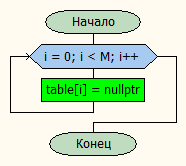 Начало
i = 0; i < M; i++
table[i] = nullptr
Конец